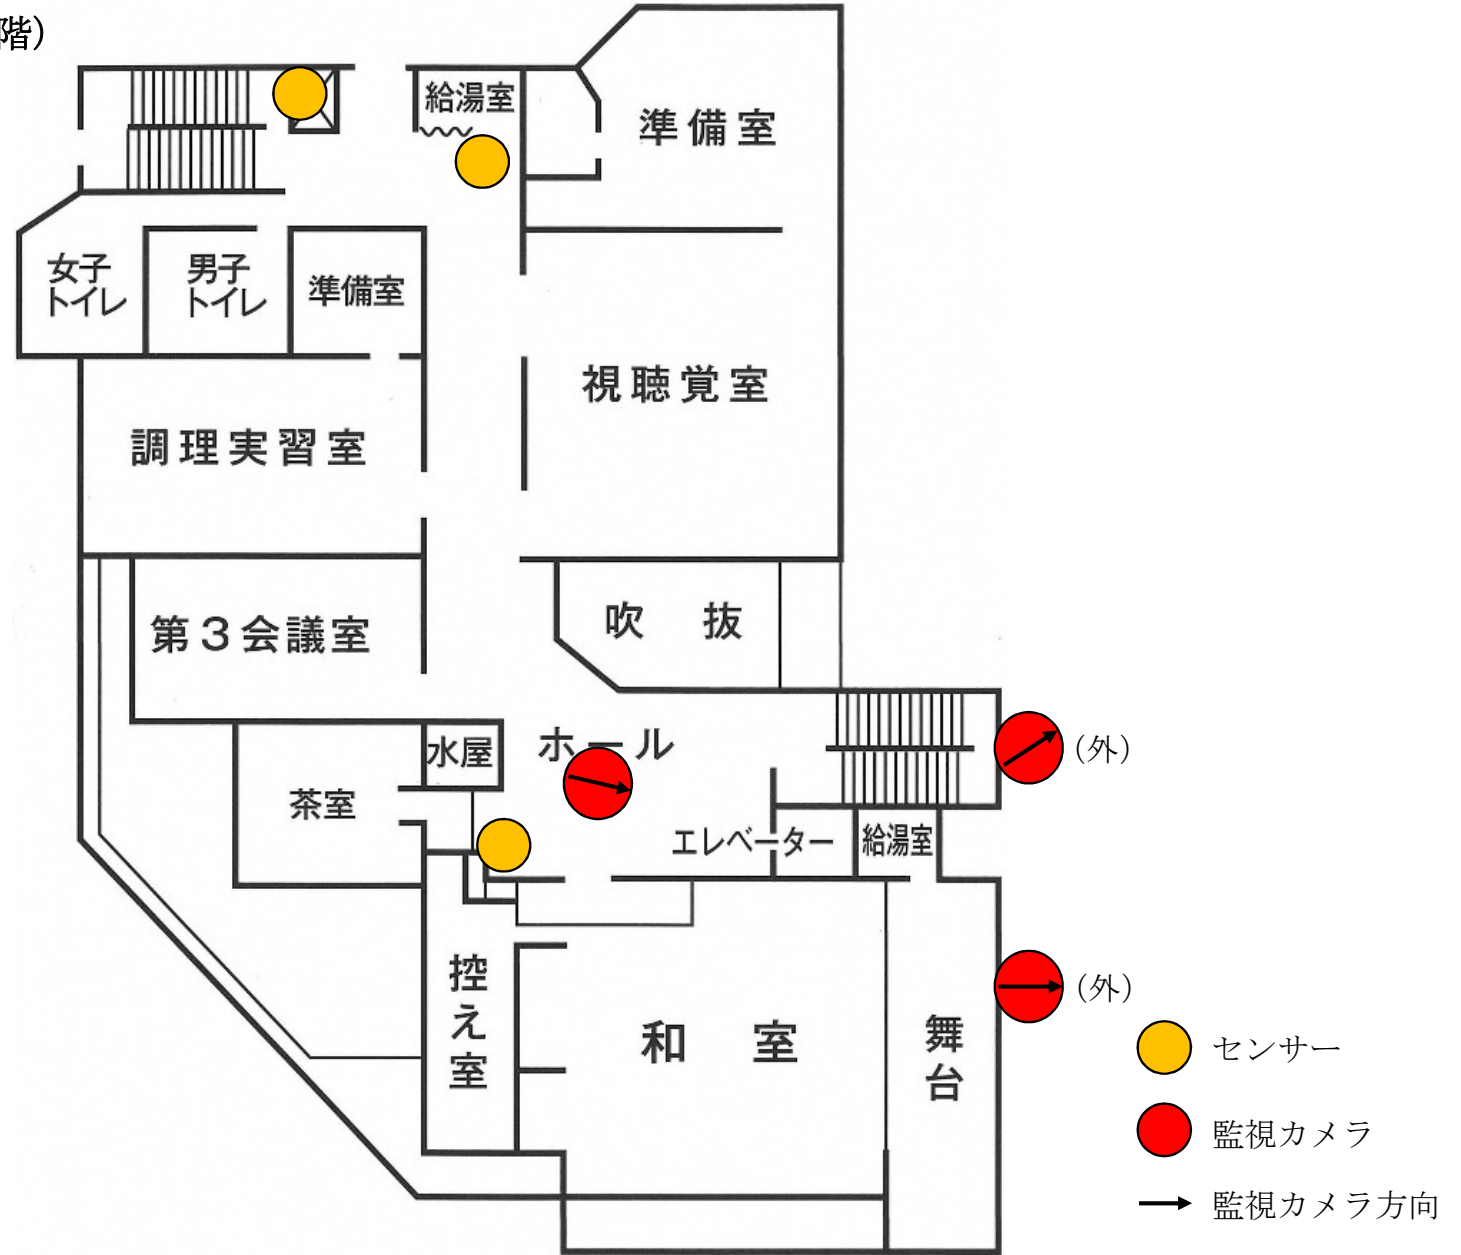 階）
給湯室
準備室
女子
トイレ
男子
トイレ
準備室
視聴覚室
調理実習室
吹 抜
第３会議室
ホール
水屋
（外）
茶室
エレベーター
給湯室
控え室
和 室
舞台
（外）
センサー
監視カメラ
監視カメラ方向